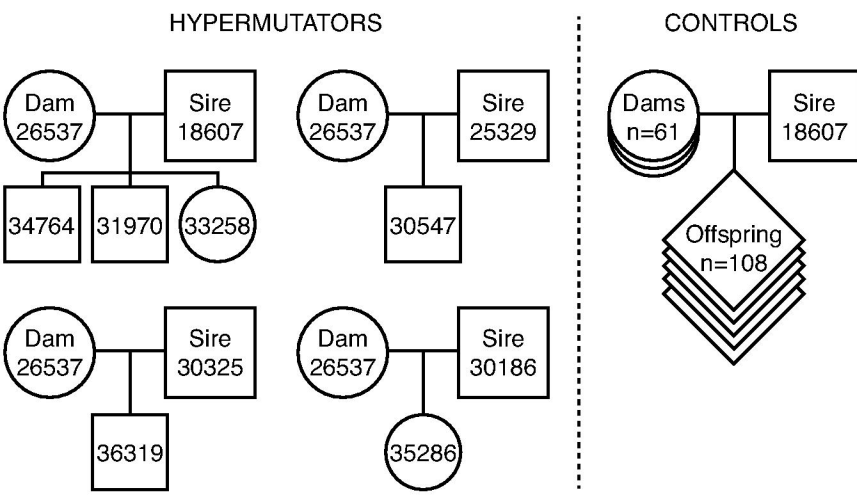 HYPERMUTATORS
Dam
26537
Sire
18607
34764
31970
33258
Dam
26537
Sire
25329
30547
Dam
26537
Sire
30325
36319
Dam
26537
Sire
30186
35286
CONTROLS
Dams
n=61
Sire
18607
Offspring
n=108